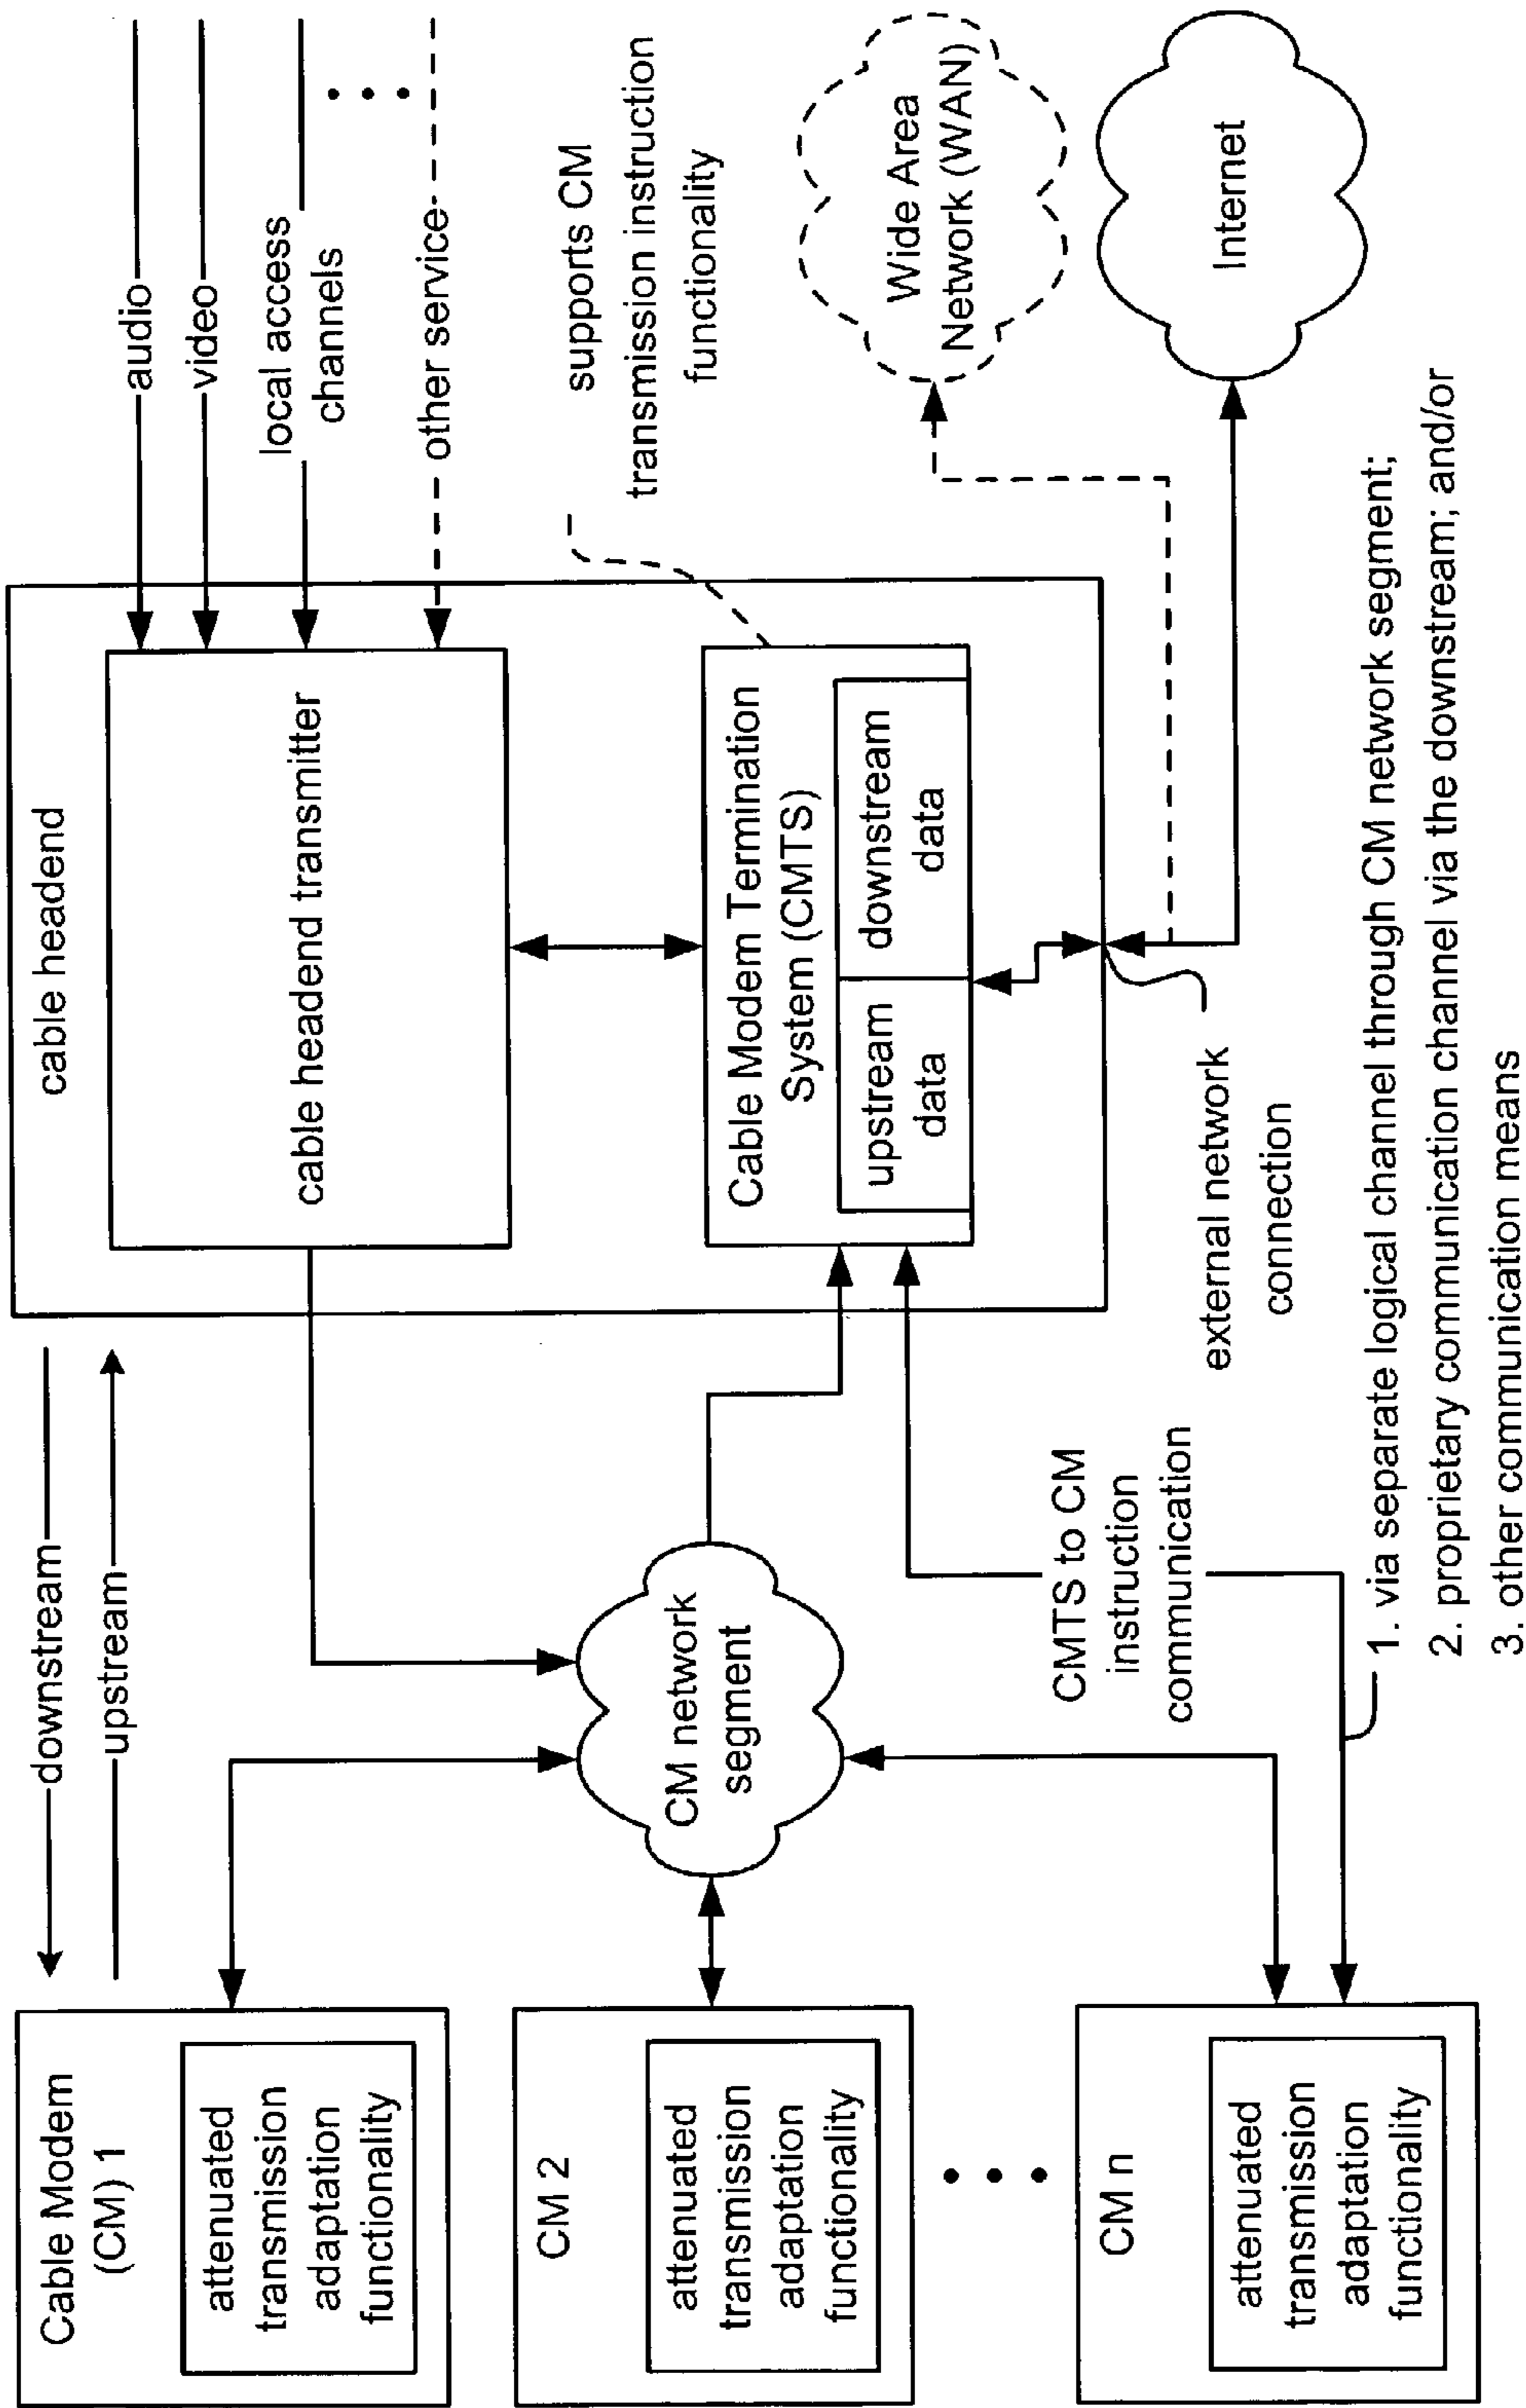 downstream
upstream
Cable Modem
(CM) 1
attenuated
transmission
adaptation
functionality
CM 2
attenuated
transmission
adaptation
functionality
CM n
attenuated
transmission
adaptation
functionality
CM network
segment
CMTS to CM
instruction
communication
cable headend
cable headend transmitter
Cable Modem Termination
System (CMTS)
upstream
data
downstream
data
external network
connection
audio
video
local access
channels
other service
supports CM
transmission instruction
functionality
Wide Area
Network (WAN)
Internet
1. via separate logical channel through CM network segment;
2. proprietary communication channel via the downstream; and/or
3. other communication means